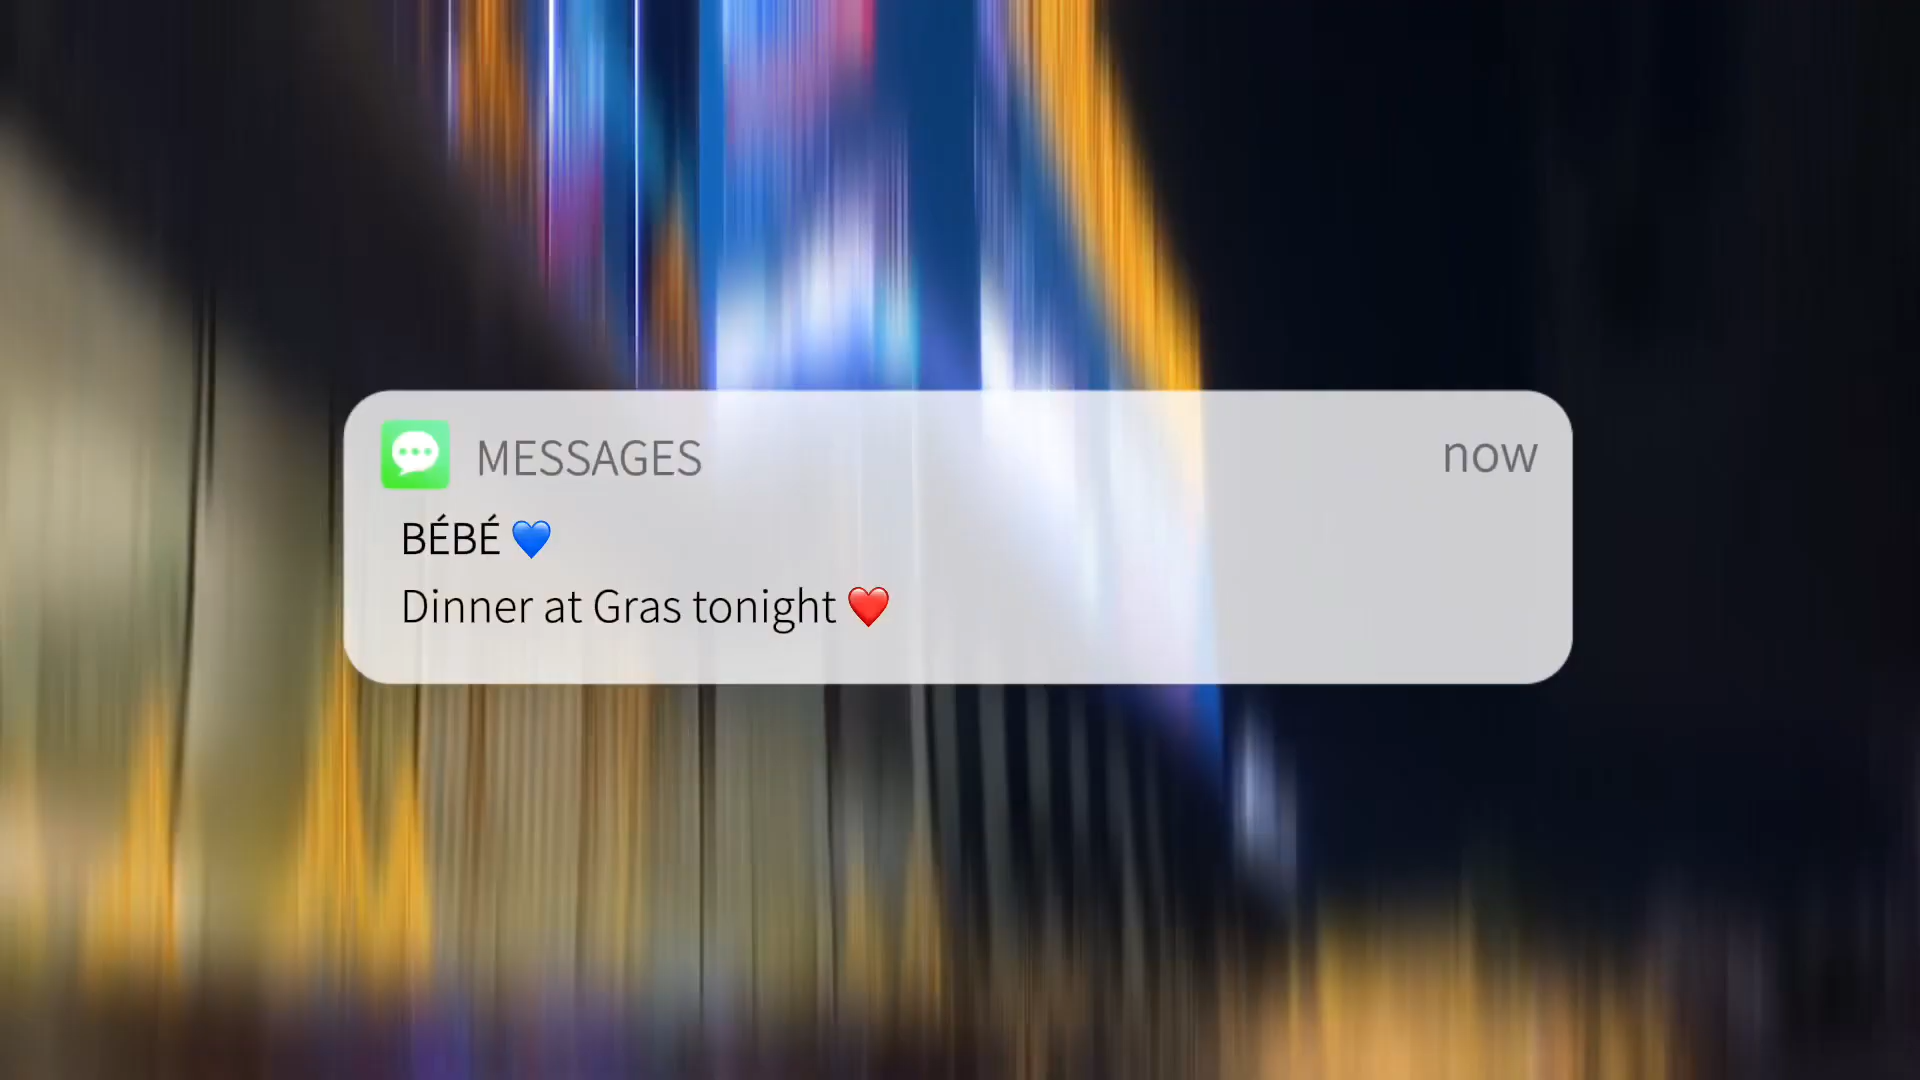 MESSAGES
now
BÉBÉ 💙
Dinner at Gras tonight ❤️